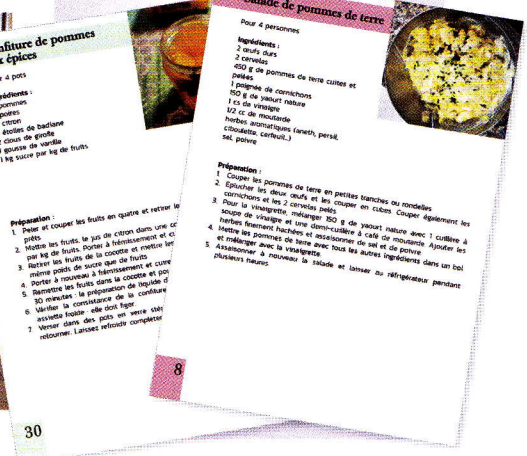 nfiture de pommes
x épices
r 4 pots
rédients :
pommes
poires
citron
étoiles de badiane
clous de girofle
gousse de vanille
1 kg sucre par kg de fruits
Préparation :
1. Peler et couper les fruits en quatre et retirer le
prêts
2. Mettre les fruits, le jus de citron dans une co
par kg de fruits. Porter à frémissement et cu
3. Retirer les fruits de la cocotte et mettre les
même poids de sucre que de fruits
4. Porter à nouveau à frémissement et cuire
5. Remettre les fruits dans la cocotte et pou
30 minutes : la préparation de liquide d
6. Vérifier la consistance de la confiture
assiette froide : elle doit figer.
7. Verser dans des pots en verre stér
retourner. Laissez refroidir complèter
30
alade de pommes de terre
Pour 4 personnes
Ingrédients :
2 œufs durs
2 cervelas
450 g de pommes de terre cuites et
pelées
1 poignée de cornichons
150 g de yaourt nature
1 cs de vinaigre
1/2 cc de moutarde
herbes aromatiques (aneth, persil,
ciboulette, cerfeuil...)
sel, poivre
Préparation :
1. Couper les pommes de terre en petites tranches ou rondelles
2. Eplucher les deux œufs et les couper en cubes. Couper également les
cornichons et les 2 cervelas pelés
3. Pour la vinaigrette, mélanger 150 g de yaourt nature avec 1 cuillère à
soupe de vinaigre et une demi-cuillère à café de moutarde. Ajouter les
herbes finement hachées et assaisonner de sel et de poivre
4. Mettre les pommes de terre avec tous les autres ingrédients dans un bol
et mélanger avec la vinaigrette.
5. Assaisonner à nouveau la salade et laisser au réfrigérateur pendant
plusieurs heures.
8